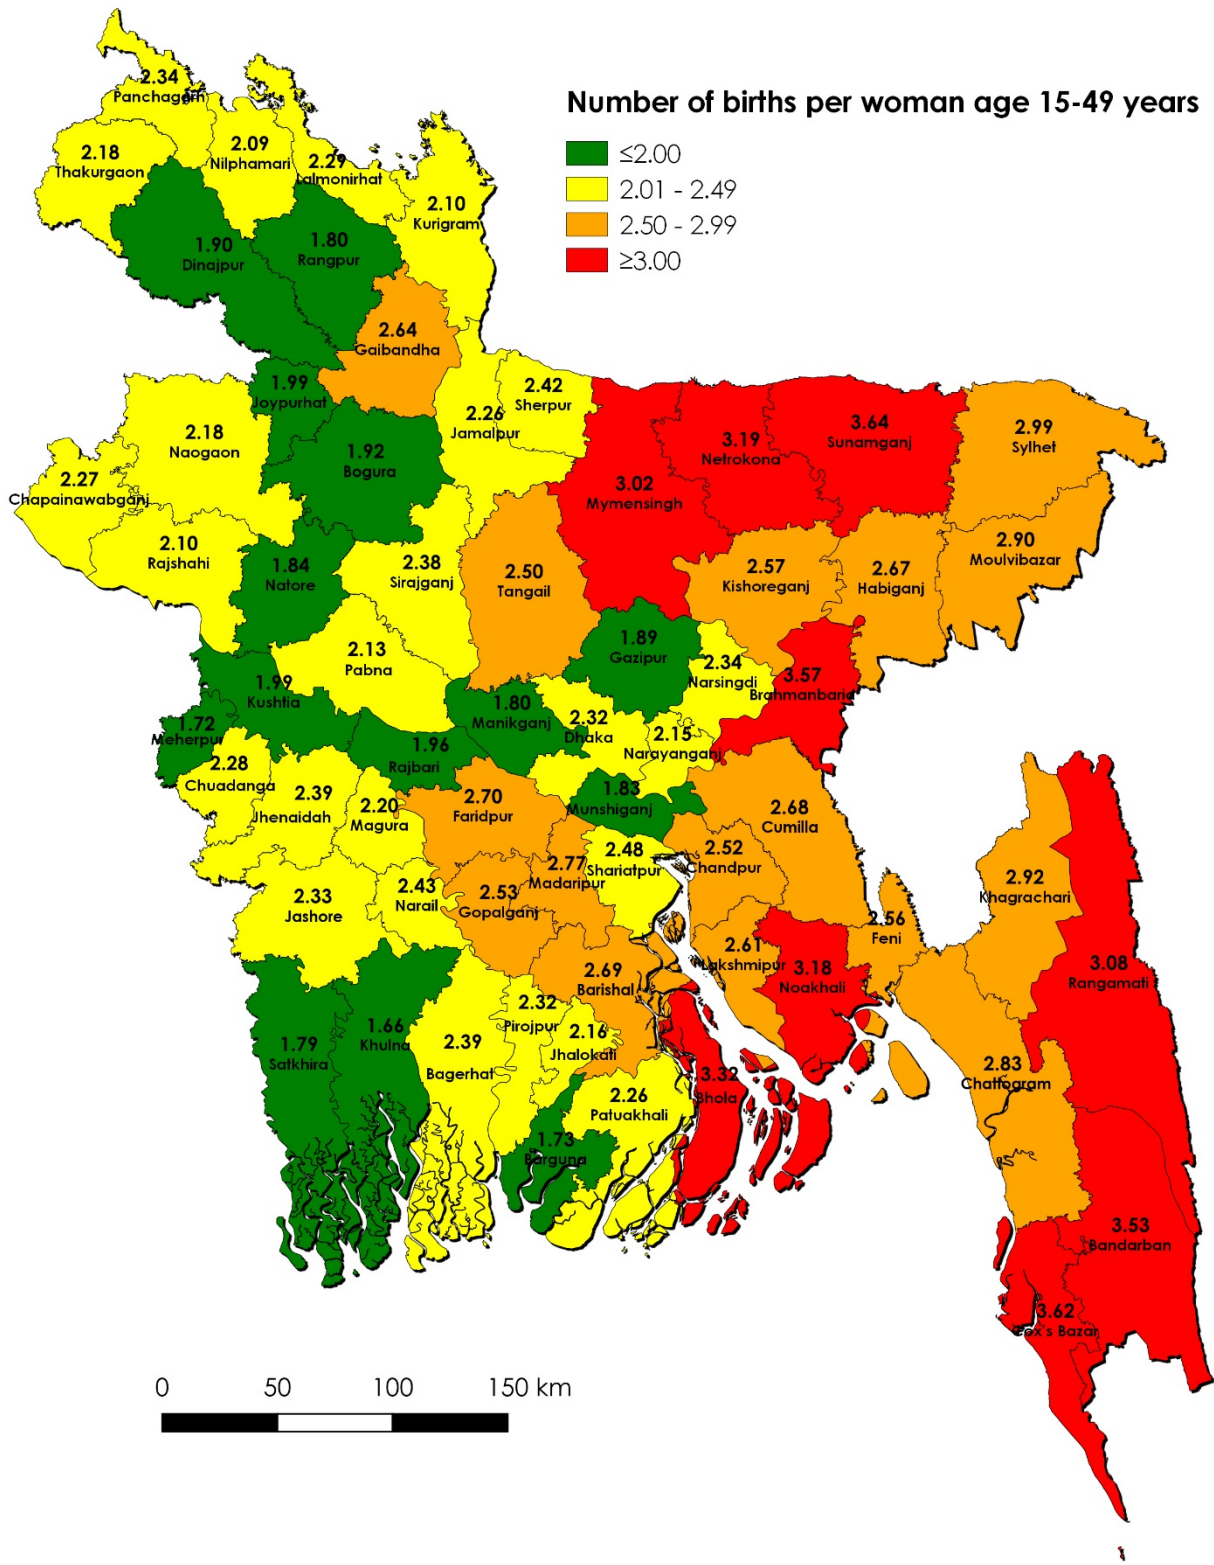 Number of births per woman age 15-49 years
≤2.00
2.01 - 2.49
2.50 - 2.99
≥3.00
2.34
Panchagarh
2.18
Thakurgaon
2.09
Nilphamari
2.29
Lalmonirhat
2.10
Kurigram
1.90
Dinajpur
1.80
Rangpur
2.64
Gaibandha
1.99
Joypurhat
2.42
Sherpur
2.26
Jamalpur
2.18
Naogaon
1.92
Bogura
2.27
Chapainawabganj
3.02
Mymensingh
3.19
Netrokona
3.64
Sunamganj
2.99
Sylhet
2.10
Rajshahi
1.84
Natore
2.38
Sirajganj
2.50
Tangail
2.57
Kishoreganj
2.67
Habiganj
2.90
Moulvibazar
2.13
Pabna
1.89
Gazipur
2.34
Narsingdi
3.57
Brahmanbaria
1.99
Kushtia
1.72
Meherpur
1.80
Manikganj
2.32
Dhaka
2.15
Narayanganj
1.96
Rajbari
2.28
Chuadanga
2.39
Jhenaidah
2.20
Magura
2.70
Faridpur
1.83
Munshiganj
2.68
Cumilla
2.48
Shariatpur
2.52
Chandpur
2.77
Madaripur
2.33
Jashore
2.43
Narail
2.53
Gopalganj
2.92
Khagrachari
2.56
Feni
2.61
Lakshmipur
3.18
Noakhali
3.08
Rangamati
2.69
Barishal
1.79
Satkhira
1.66
Khulna
2.39
Bagerhat
2.32
Pirojpur
2.16
Jhalokati
2.83
Chattogram
3.32
Bhola
2.26
Patuakhali
1.73
Barguna
3.53
Bandarban
3.62
Cox's Bazar
0 50 100 150 km